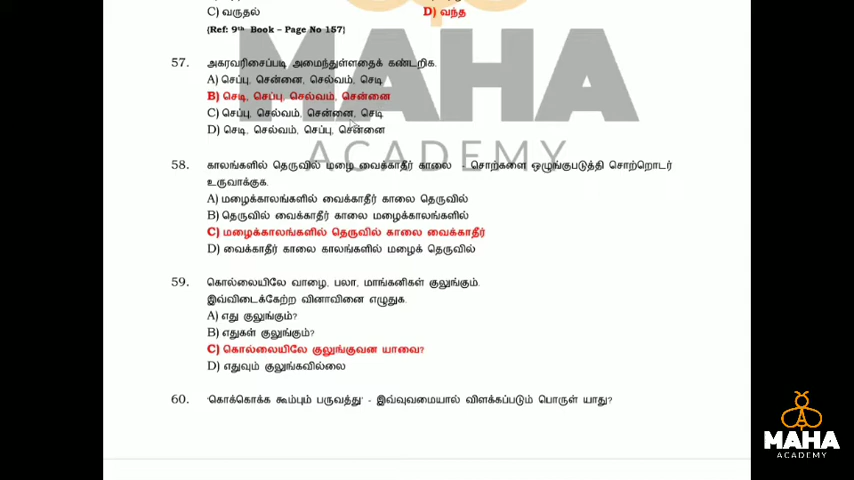 C) வருதல்
D) வந்த
{Ref: 9th Book – Page No 157}
57. அகரவரிசைப்படி அமைந்துள்ளதைக் கண்டறிக.
A) செப்பு, சென்னை, செல்வம், செடி
B) செடி, செப்பு, செல்வம், சென்னை
C) செப்பு, செல்வம், சென்னை, செடி
D) செடி, செல்வம், செப்பு, சென்னை
58. காலங்களில் தெருவில் மழை வைக்காதீர் காலை - சொற்களை ஒழுங்குபடுத்தி சொற்றொடர்
உருவாக்குக.
A) மழைக்காலங்களில் வைக்காதீர் காலை தெருவில்
B) தெருவில் வைக்காதீர் காலை மழைக்காலங்களில்
C) மழைக்காலங்களில் தெருவில் காலை வைக்காதீர்
D) வைக்காதீர் காலை காலங்களில் மழைக் தெருவில்
59. கொல்லையிலே வாழை, பலா, மாங்கனிகள் குலுங்கும்.
இவ்விடைக்கேற்ற வினாவினை எழுதுக.
A) எது குலுங்கும்?
B) எதுகள் குலுங்கும்?
C) கொல்லையிலே குலுங்குவன யாவை?
D) எதுவும் குலுங்கவில்லை
60. 'கொக்கொக்க கூம்பும் பருவத்து' - இவ்வுவமையால் விளக்கப்படும் பொருள் யாது?
MAHA
ACADEMY
MAHA
ACADEMY